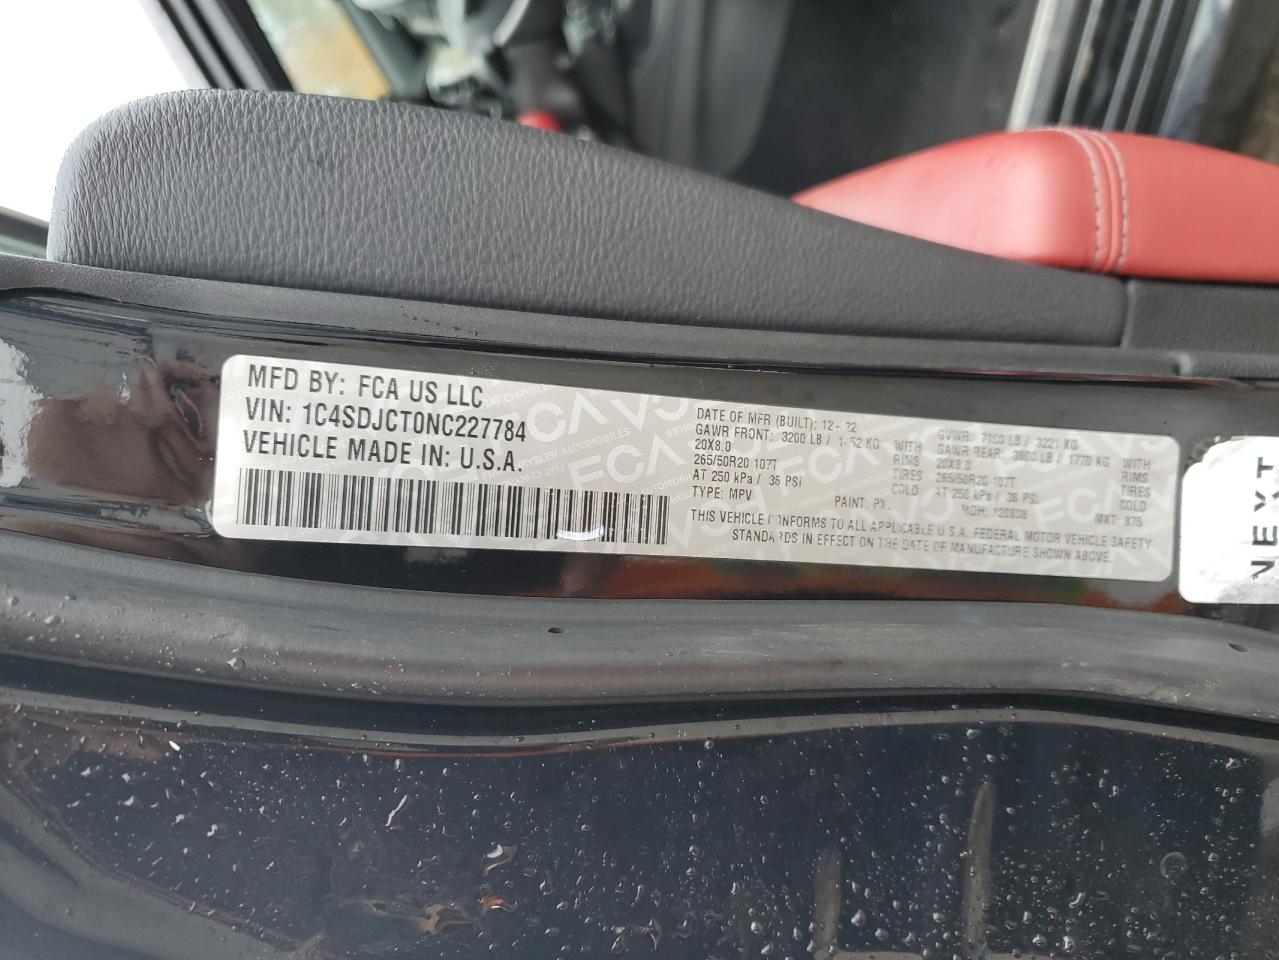 MFD BY: FCA US LLC
VIN: 1C4SDJCT0NC227784
VEHICLE MADE IN: U.S.A.
DATE OF MFR (BUILT):
GAWR FRONT: 3200 LB WITH
20X8.0 RIMS
265/50R20 107T TIRES
AT 250 kPa / 36 PSI COLD
TYPE: MPV PAINT:
GVWR: 7100 LB / 3221 KG
GAWR REAR: 3900 LB / 1770 KG WITH
20X8.0 RIMS
265/50R20 107T TIRES
AT 250 kPa / 36 PSI COLD
MKT: 875
THIS VEHICLE CONFORMS TO ALL APPLICABLE U.S.A. FEDERAL MOTOR VEHICLE SAFETY
STANDARDS IN EFFECT ON THE DATE OF MANUFACTURE SHOWN ABOVE.
NEXT